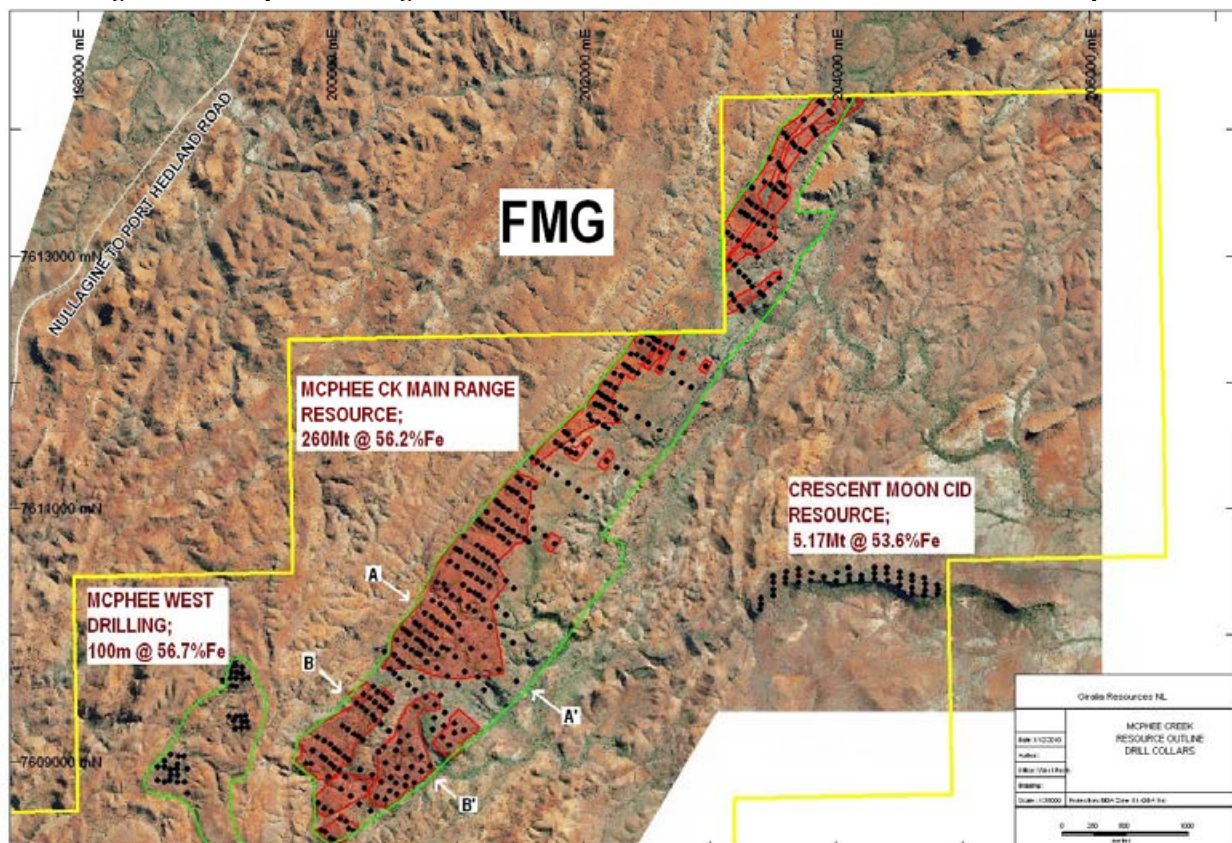 198000 mE
200000 mE
202000 mE
204000 mE
206000 mE
NULLAGINE TO PORT HEDLAND ROAD
FMG
7613000 mN
MCPHEE CK MAIN RANGE
RESOURCE;
260Mt @ 56.2%Fe
CRESCENT MOON CID
RESOURCE;
5.17Mt @ 53.6%Fe
7611000 mN
A
MCPHEE WEST
DRILLING;
100m @ 56.7%Fe
B
A'
B'
7609000 mN
Giralia Resources NL
MCPHEE CREEK
RESOURCE OUTLINE
DRILL COLLARS
Author:
Drawing: